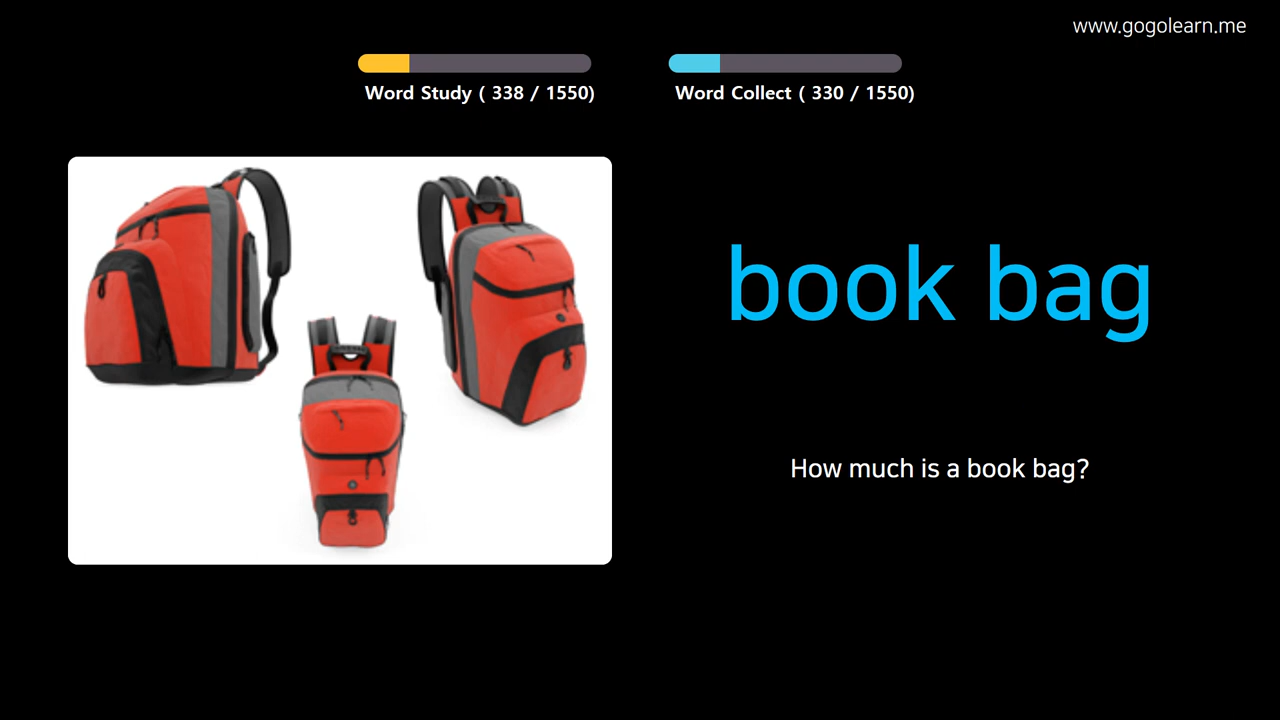 www.gogolearn.me
Word Study ( 338 / 1550)
Word Collect ( 330 / 1550)
book bag
How much is a book bag?